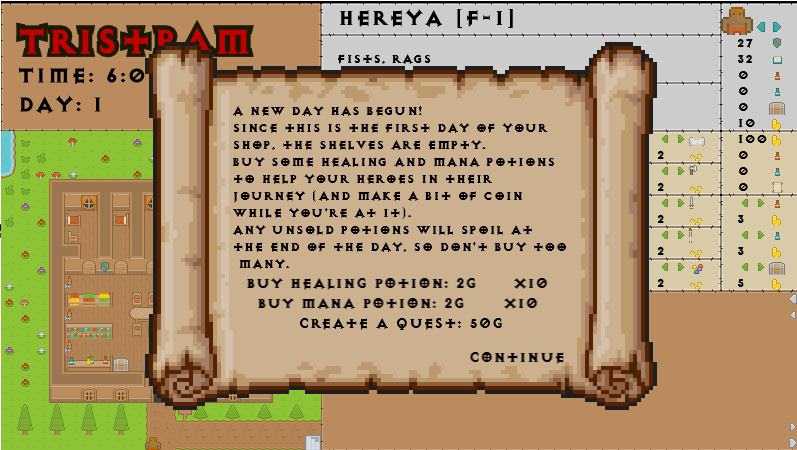 TRISTRAM
TIME: 6:0
DAY: 1
HEREYA [F-1]
FISTS, RAGS
27
32
0
0
0
10
100
2
0
2
0
2
3
2
3
2
5
A NEW DAY HAS BEGUN!
SINCE THIS IS THE FIRST DAY OF YOUR
SHOP, THE SHELVES ARE EMPTY.
BUY SOME HEALING AND MANA POTIONS
TO HELP YOUR HEROES IN THEIR
JOURNEY (AND MAKE A BIT OF COIN
WHILE YOU'RE AT IT).
ANY UNSOLD POTIONS WILL SPOIL AT
THE END OF THE DAY, SO DON'T BUY TOO
MANY.
BUY HEALING POTION: 2G X10
BUY MANA POTION: 2G X10
CREATE A QUEST: 50G
CONTINUE